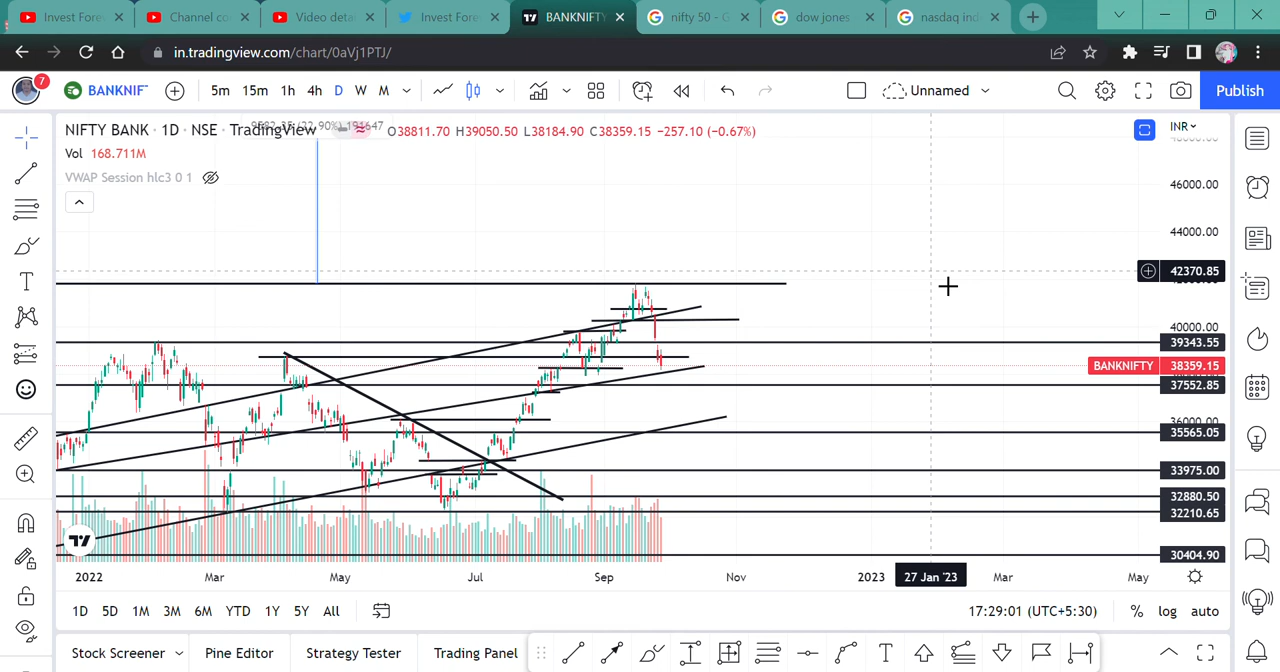 Invest Fore
Channel co
Video deta
Invest Fore
BANKNIFTY
nifty 50 - G
dow jones
nasdaq ind
in.tradingview.com/chart/0aVj1PTJ/
7
BANKNIF
5m 15m 1h 4h D W M
Unnamed
Publish
NIFTY BANK · 1D · NSE · TradingView
O38811.70 H39050.50 L38184.90 C38359.15 −257.10 (−0.67%)
INR
Vol 168.711M
VWAP Session hlc3 0 1
46000.00
44000.00
42370.85
40000.00
39343.55
BANKNIFTY 38359.15
37552.85
36000.00
35565.05
33975.00
32880.50
32210.65
30404.90
2022 Mar May Jul Sep Nov 2023 27 Jan '23 Mar May
1D 5D 1M 3M 6M YTD 1Y 5Y All
17:29:01 (UTC+5:30) % log auto
Stock Screener Pine Editor Strategy Tester Trading Panel